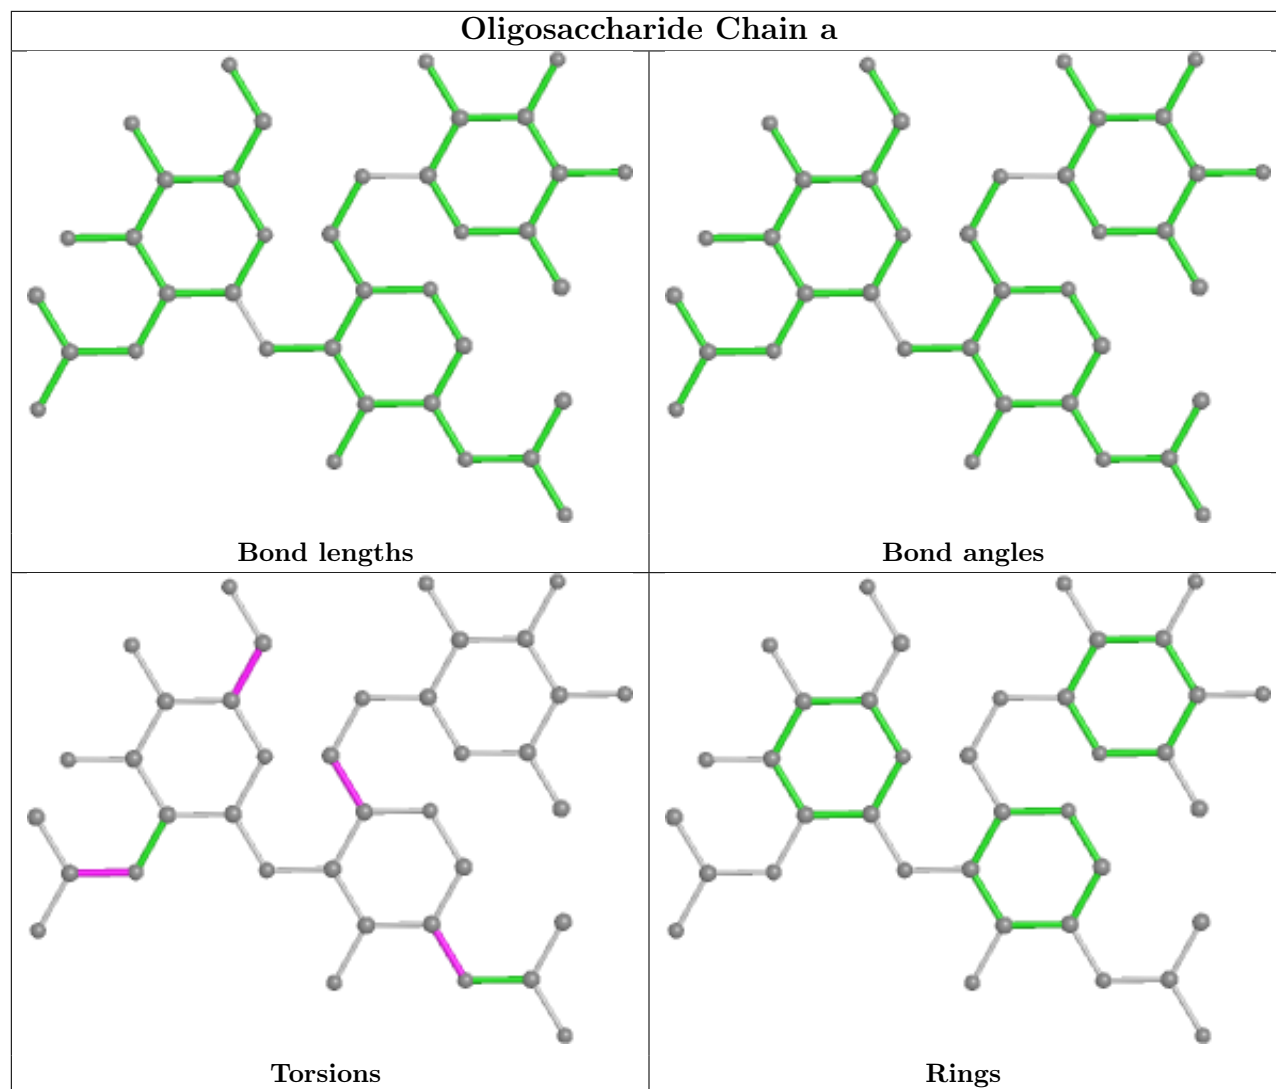 Oligosaccharide Chain a
Bond lengths
Bond angles
Torsions
Rings